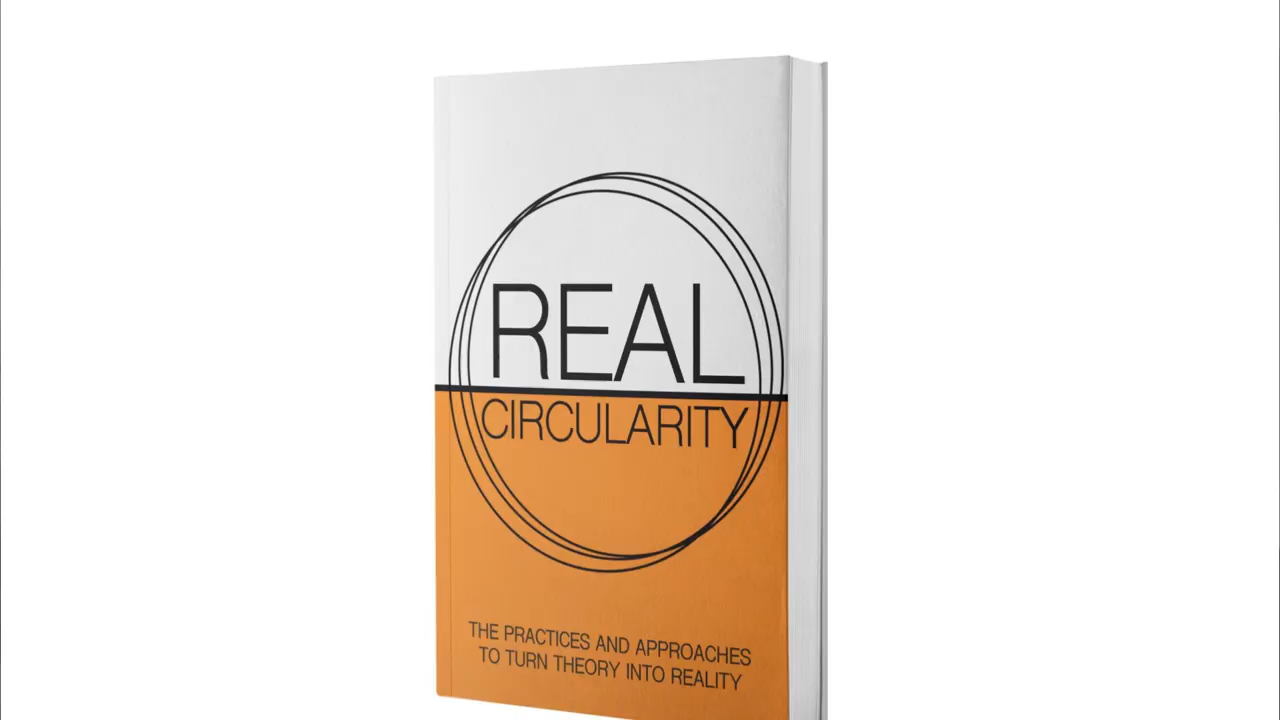 REAL
CIRCULARITY
THE PRACTICES AND APPROACHES
TO TURN THEORY INTO REALITY